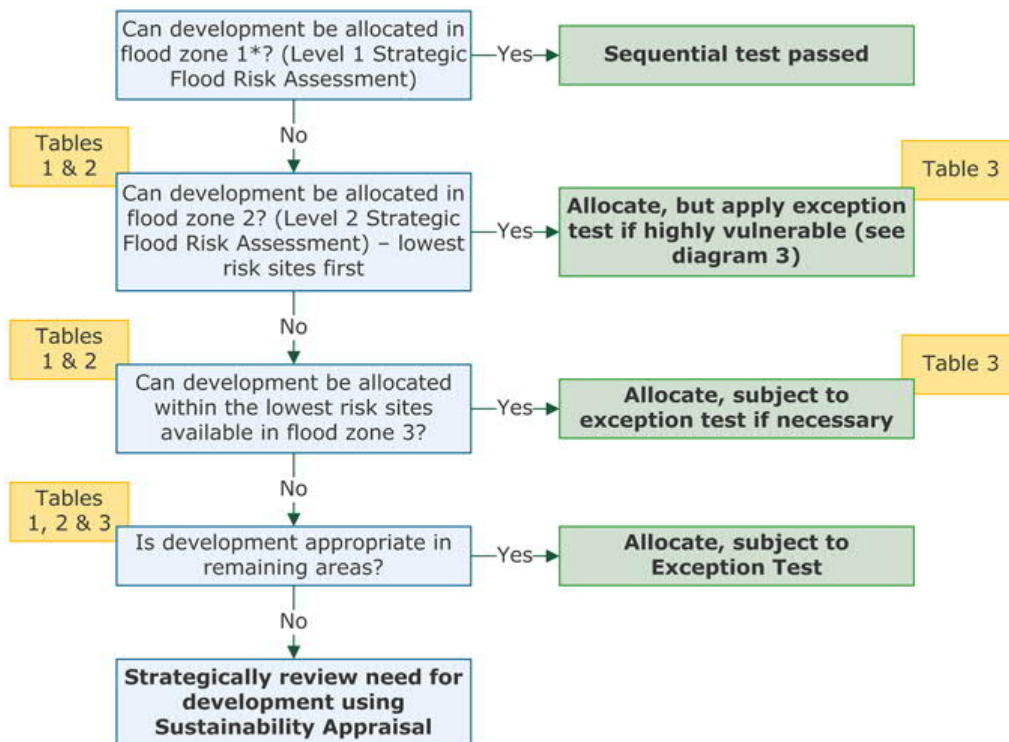 Can development be allocated in
flood zone 1*? (Level 1 Strategic
Flood Risk Assessment)
Yes
Sequential test passed
No
Tables
1 & 2
Table 3
Can development be allocated in
flood zone 2? (Level 2 Strategic
Flood Risk Assessment) – lowest
risk sites first
Yes
Allocate, but apply exception
test if highly vulnerable (see
diagram 3)
No
Tables
1 & 2
Table 3
Can development be allocated
within the lowest risk sites
available in flood zone 3?
Yes
Allocate, subject to
exception test if necessary
No
Tables
1, 2 & 3
Is development appropriate in
remaining areas?
Yes
Allocate, subject to
Exception Test
No
Strategically review need for
development using
Sustainability Appraisal